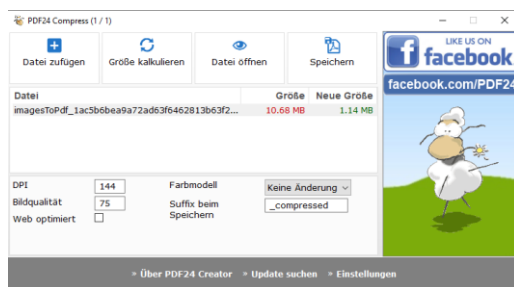 PDF24 Compress (1 / 1)
Datei zufügen
Größe kalkulieren
Datei öffnen
Speichern
Datei Größe Neue Größe
imagesToPdf_1ac5b6bea9a72ad63f6462813b63f2... 10.68 MB 1.14 MB
DPI 144 Farbmodell Keine Änderung
Bildqualität 75 Suffix beim Speichern _compressed
Web optimiert
LIKE US ON
facebook
facebook.com/PDF24
» Über PDF24 Creator » Update suchen » Einstellungen